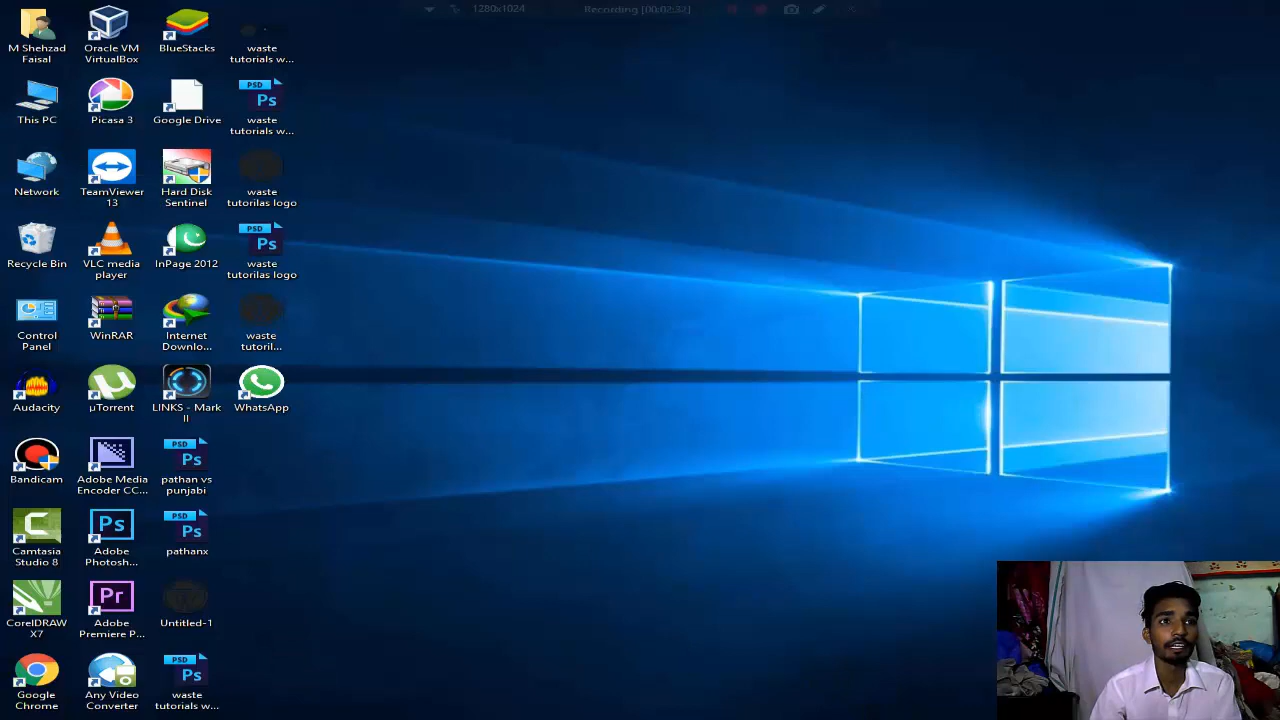 1280x1024
Recording [00:02:32]
M Shehzad
Faisal
Oracle VM
VirtualBox
BlueStacks
waste
tutorials w...
This PC
Picasa 3
Google Drive
PSD
Ps
waste
tutorials w...
Network
TeamViewer
13
Hard Disk
Sentinel
waste
tutorilas logo
Recycle Bin
VLC media
player
InPage 2012
PSD
Ps
waste
tutorilas logo
Control
Panel
WinRAR
Internet
Downlo...
waste
tutoril...
Audacity
µTorrent
LINKS - Mark
II
WhatsApp
Bandicam
Adobe Media
Encoder CC...
PSD
Ps
pathan vs
punjabi
Camtasia
Studio 8
Ps
Adobe
Photosh...
PSD
Ps
pathanx
CorelDRAW
X7
Pr
Adobe
Premiere P...
Untitled-1
Google
Chrome
Any Video
Converter
PSD
Ps
waste
tutorials w...